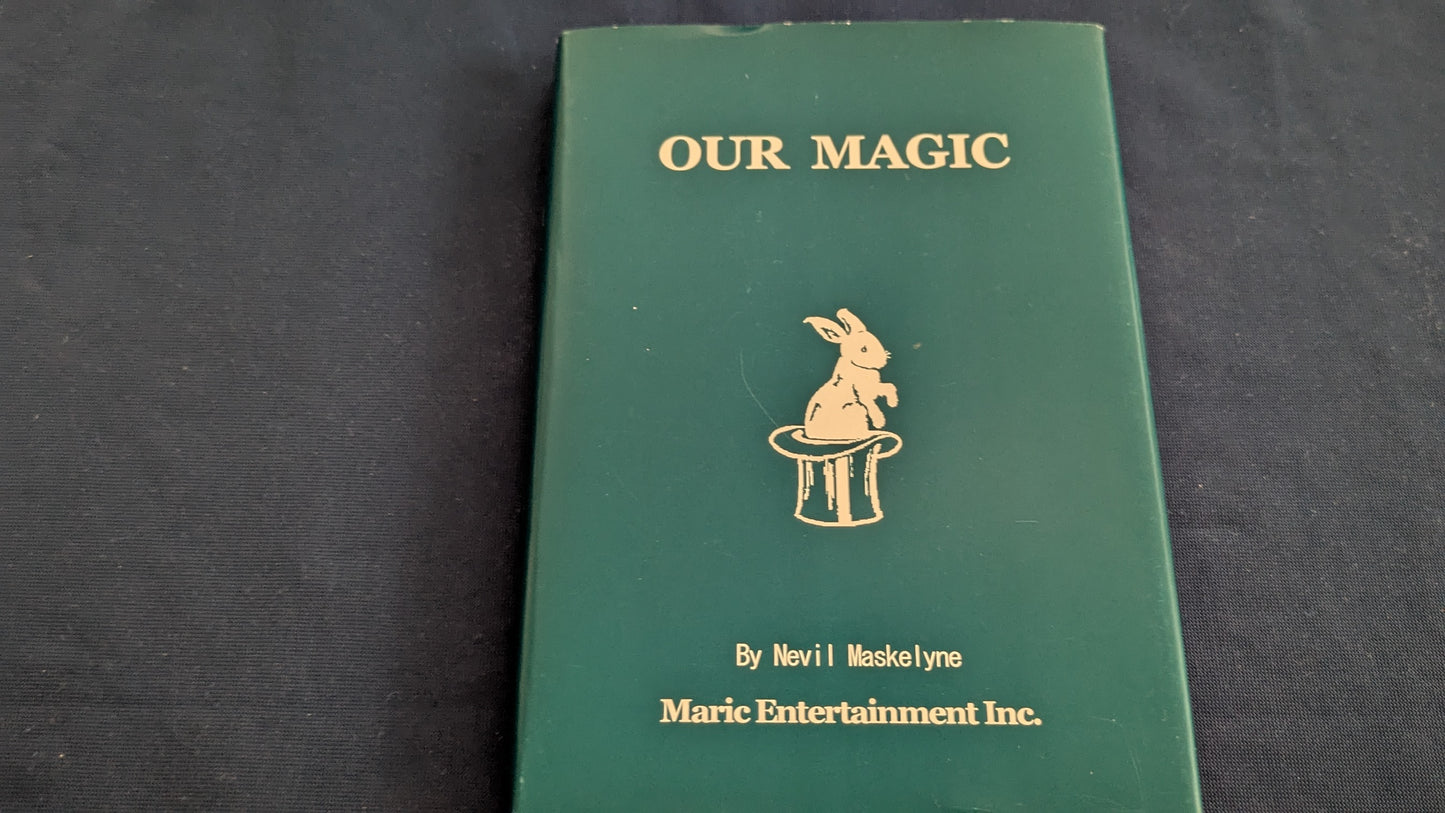 OUR MAGIC
By Nevil Maskelyne
Maric Entertainment Inc.